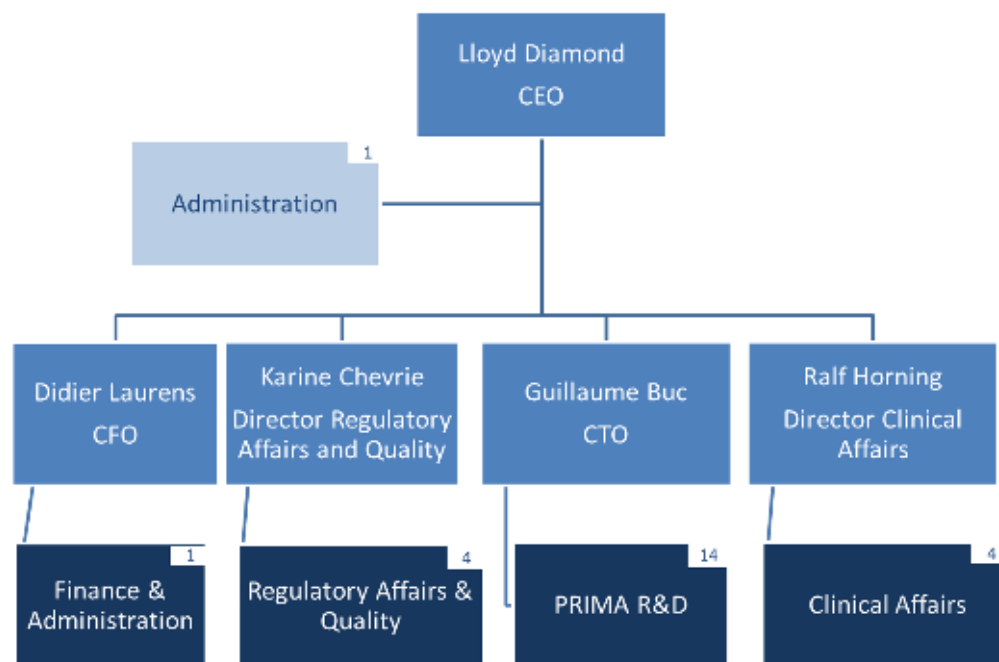 Lloyd Diamond
CEO
1
Administration
Didier Laurens
CFO
Karine Chevrie
Director Regulatory
Affairs and Quality
Guillaume Buc
CTO
Ralf Horning
Director Clinical
Affairs
1
Finance &
Administration
4
Regulatory Affairs &
Quality
14
PRIMA R&D
4
Clinical Affairs